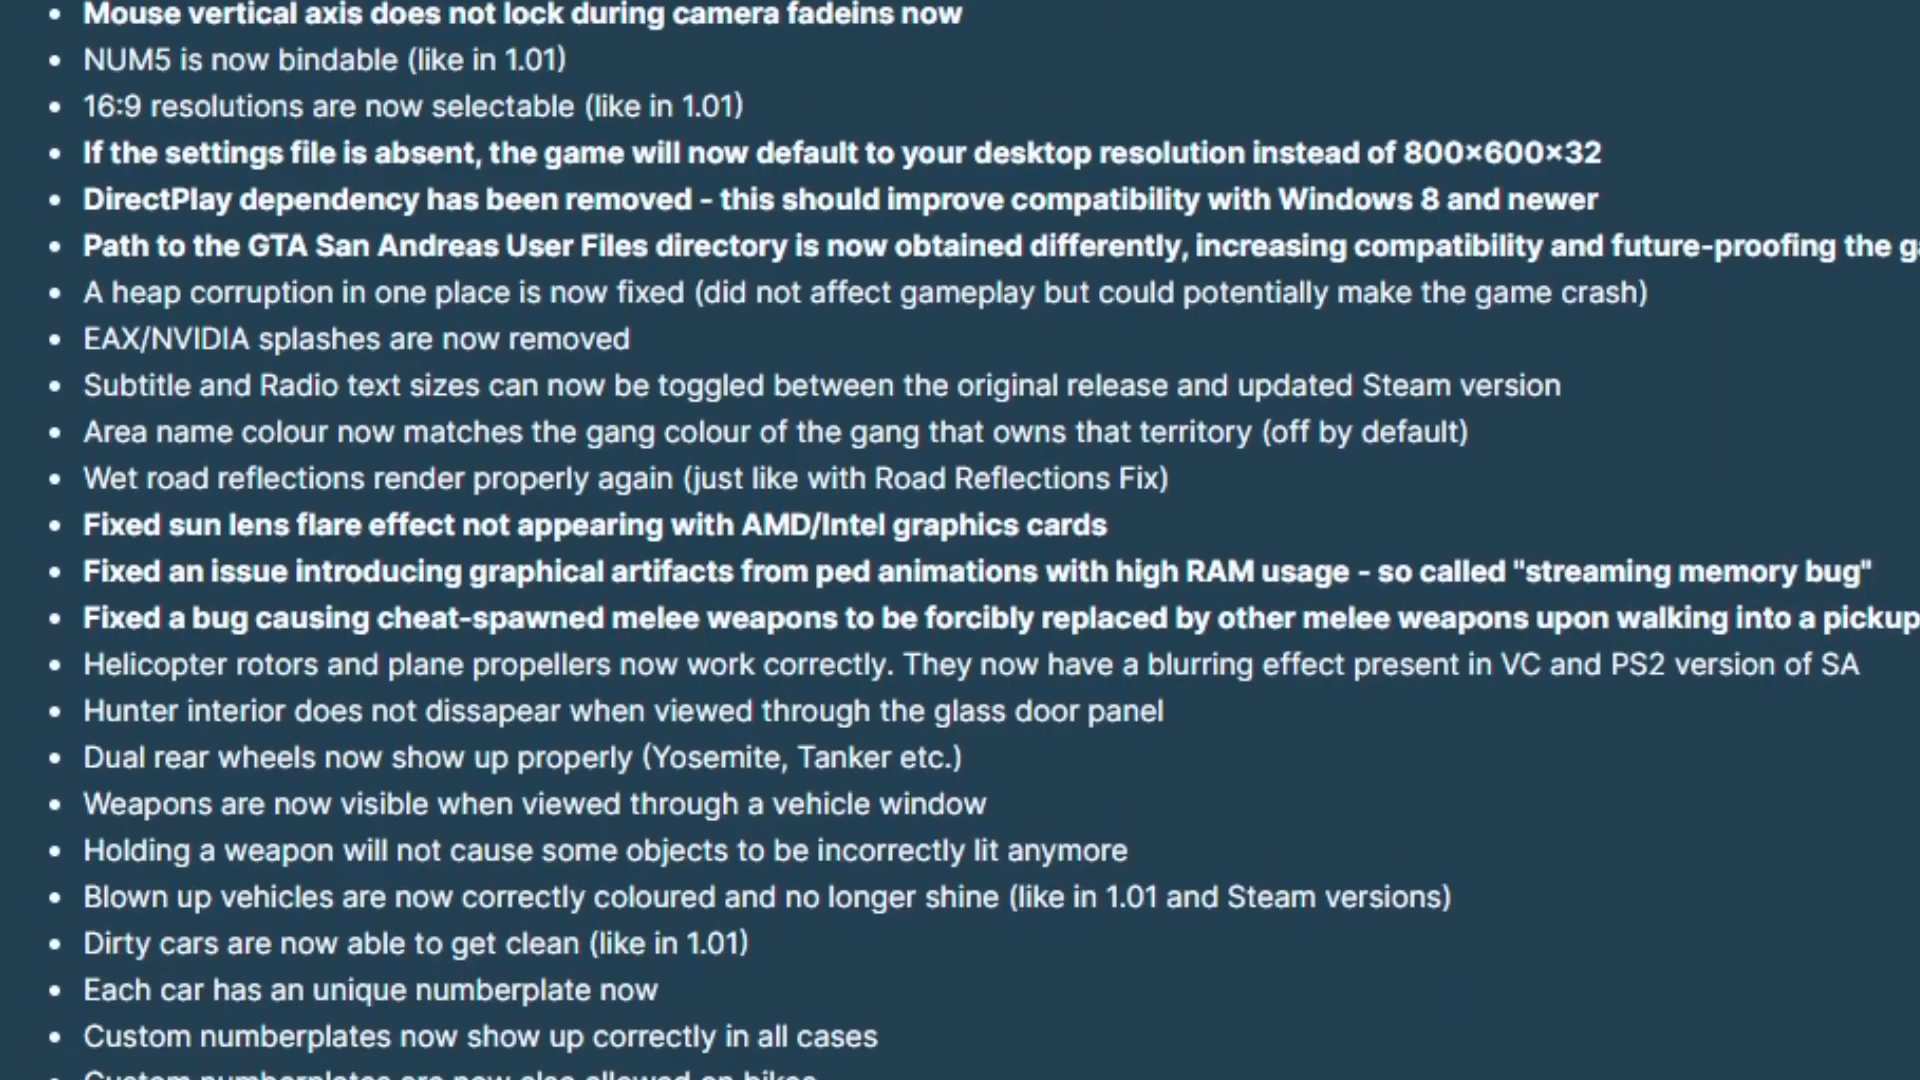 • Mouse vertical axis does not lock during camera fadeins now
• NUM5 is now bindable (like in 1.01)
• 16:9 resolutions are now selectable (like in 1.01)
• If the settings file is absent, the game will now default to your desktop resolution instead of 800×600×32
• DirectPlay dependency has been removed - this should improve compatibility with Windows 8 and newer
• Path to the GTA San Andreas User Files directory is now obtained differently, increasing compatibility and future-proofing the
• A heap corruption in one place is now fixed (did not affect gameplay but could potentially make the game crash)
• EAX/NVIDIA splashes are now removed
• Subtitle and Radio text sizes can now be toggled between the original release and updated Steam version
• Area name colour now matches the gang colour of the gang that owns that territory (off by default)
• Wet road reflections render properly again (just like with Road Reflections Fix)
• Fixed sun lens flare effect not appearing with AMD/Intel graphics cards
• Fixed an issue introducing graphical artifacts from ped animations with high RAM usage - so called "streaming memory bug"
• Fixed a bug causing cheat-spawned melee weapons to be forcibly replaced by other melee weapons upon walking into a pickup
• Helicopter rotors and plane propellers now work correctly. They now have a blurring effect present in VC and PS2 version of SA
• Hunter interior does not dissapear when viewed through the glass door panel
• Dual rear wheels now show up properly (Yosemite, Tanker etc.)
• Weapons are now visible when viewed through a vehicle window
• Holding a weapon will not cause some objects to be incorrectly lit anymore
• Blown up vehicles are now correctly coloured and no longer shine (like in 1.01 and Steam versions)
• Dirty cars are now able to get clean (like in 1.01)
• Each car has an unique numberplate now
• Custom numberplates now show up correctly in all cases
• Custom numberplates are now also allowed on bikes